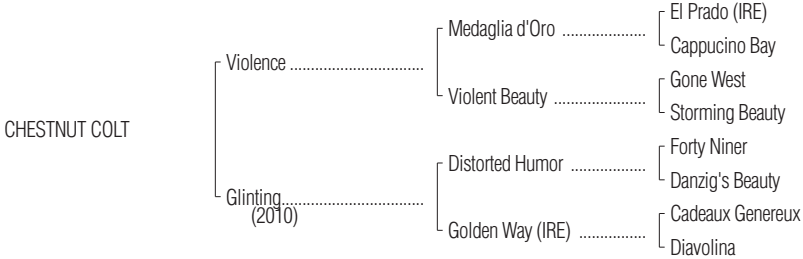 El Prado (IRE)
Medaglia d'Oro ....................
Cappucino Bay
Violence ................................
Gone West
Violent Beauty ......................
Storming Beauty
CHESTNUT COLT
Forty Niner
Distorted Humor ..................
Danzig's Beauty
Glinting..................................
(2010)
Cadeaux Genereux
Golden Way (IRE) ................
Diavolina